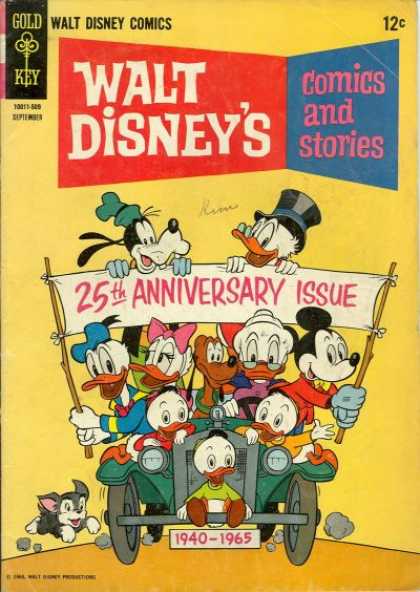 GOLD
KEY
WALT DISNEY COMICS
12c
10011-509
SEPTEMBER
WALT
DISNEY'S
Comics
and
stories
25th ANNIVERSARY ISSUE
1940-1965
© 1965, WALT DISNEY PRODUCTIONS